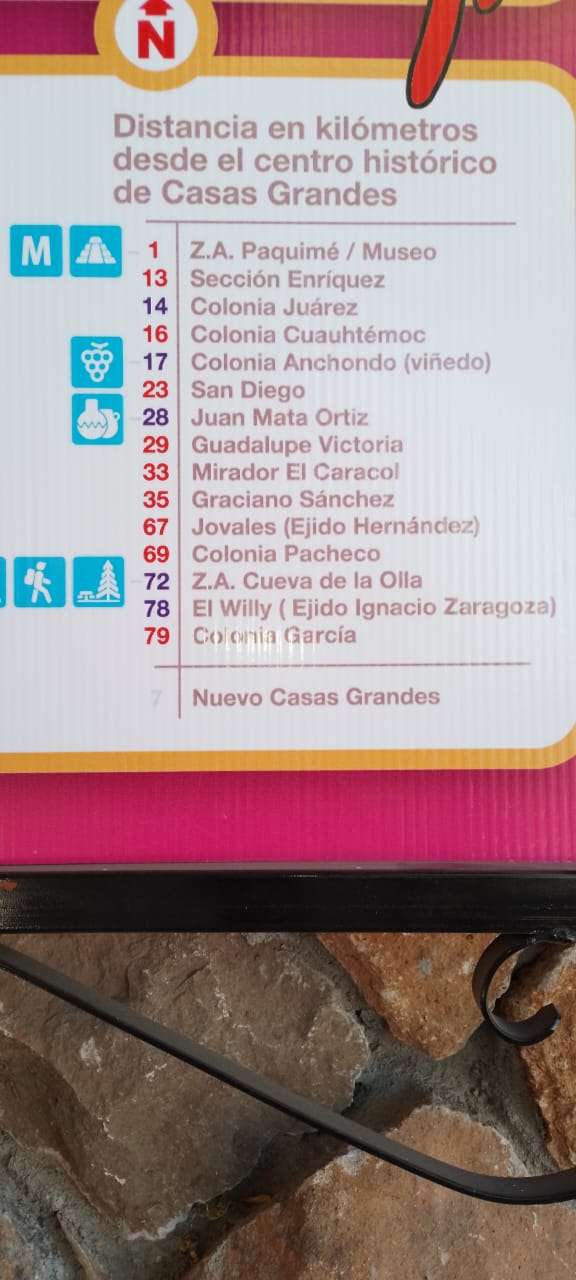 N
Distancia en kilómetros
desde el centro histórico
de Casas Grandes
M 1 Z.A. Paquimé / Museo
13 Sección Enríquez
14 Colonia Juárez
16 Colonia Cuauhtémoc
17 Colonia Anchondo (viñedo)
23 San Diego
28 Juan Mata Ortiz
29 Guadalupe Victoria
33 Mirador El Caracol
35 Graciano Sánchez
67 Jovales (Ejido Hernández)
69 Colonia Pacheco
72 Z.A. Cueva de la Olla
78 El Willy ( Ejido Ignacio Zaragoza)
79 Colonia García
7 Nuevo Casas Grandes